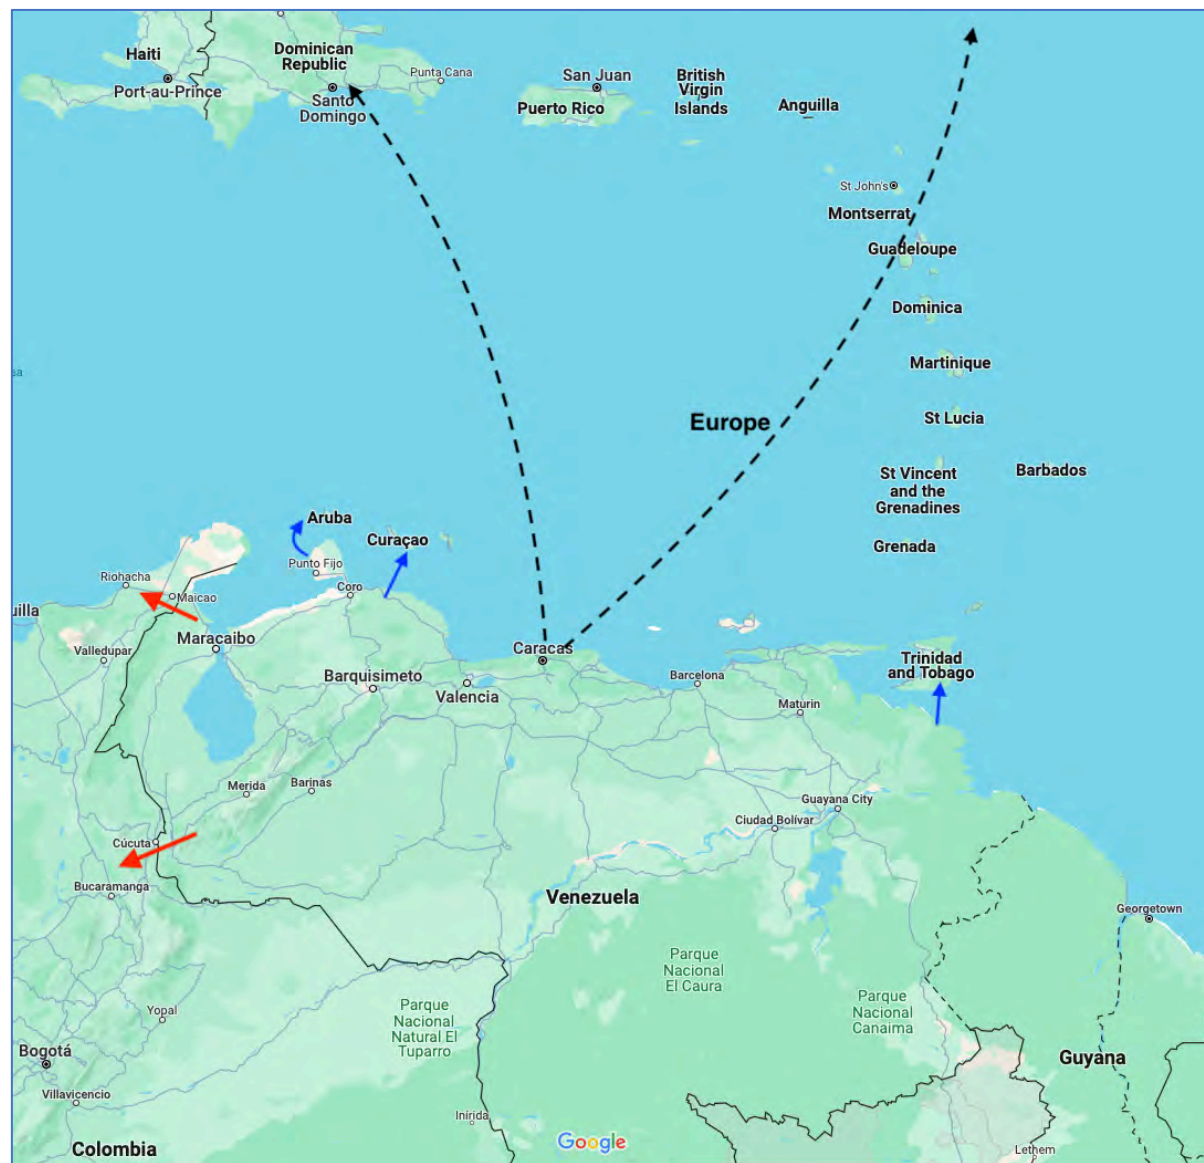 Haiti
Port-au-Prince
Dominican
Republic
Santo
Domingo
Punta Cana
San Juan
Puerto Rico
British
Virgin
Islands
Anguilla
St John's
Montserrat
Guadeloupe
Dominica
Martinique
St Lucia
Europe
Barbados
St Vincent
and the
Grenadines
Grenada
Aruba
Curaçao
Punto Fijo
Coro
Riohacha
Maicao
uilla
Maracaibo
Valledupar
Caracas
Barquisimeto
Valencia
Barcelona
Trinidad
and Tobago
Maturin
Merida
Barinas
Guayana City
Ciudad Bolívar
Cúcuta
Bucaramanga
Venezuela
Georgetown
Parque
Nacional
El Caura
Parque
Nacional
Canaima
Parque
Nacional
Natural El
Tuparro
Yopal
Bogotá
Guyana
Villavicencio
Inírida
Colombia
Google
Lethem